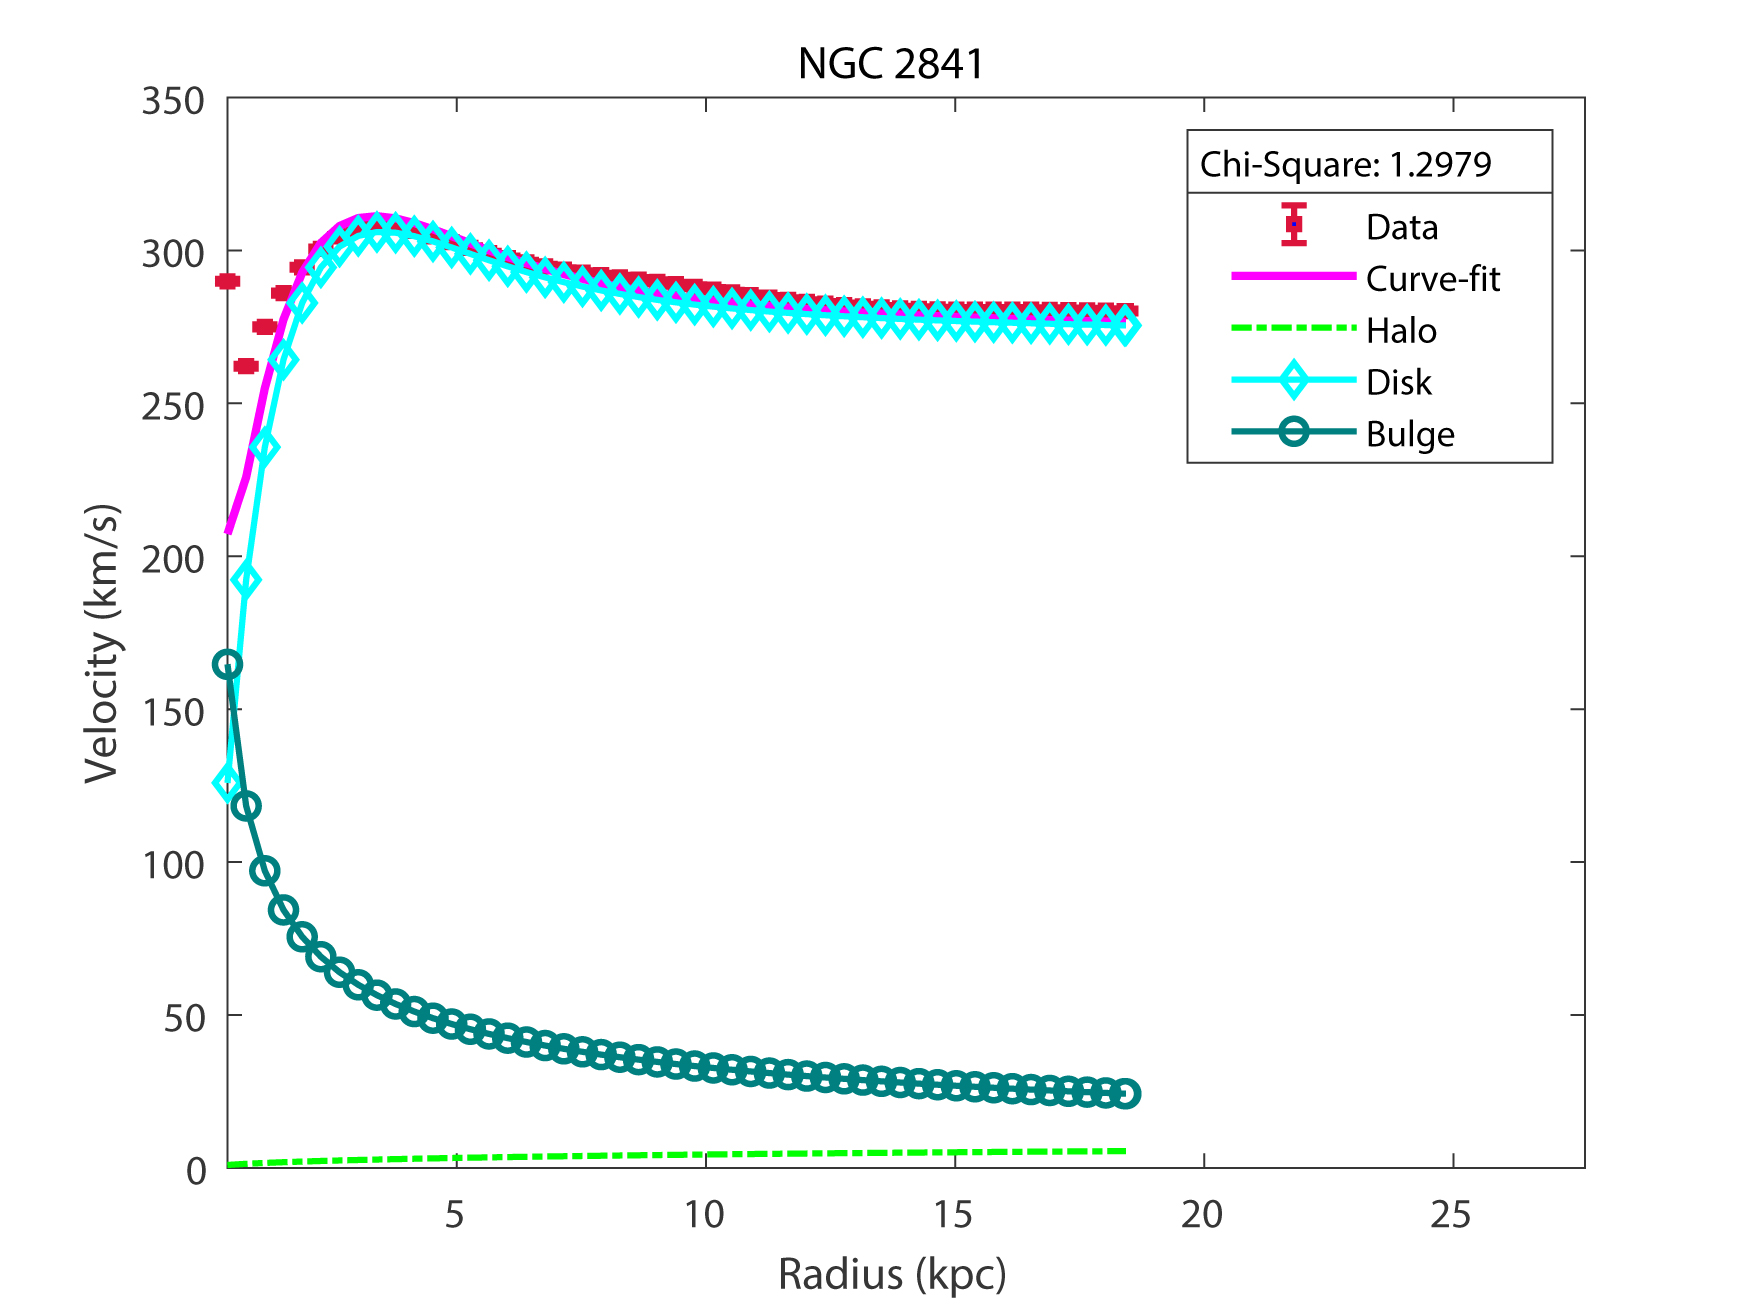 NGC 2841
350
300
250
200
150
100
50
0
Velocity (km/s)
Chi-Square: 1.2979
Data
Curve-fit
Halo
Disk
Bulge
5 10 15 20 25
Radius (kpc)